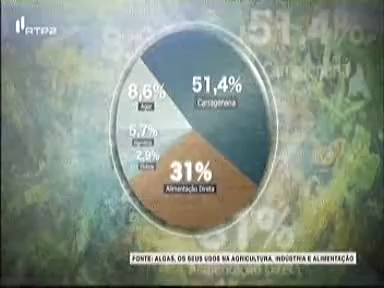 RTP2
51,4%
Carragenana
8,6%
Agar
5,7%
2,9%
31%
Alimentação Direta
FONTE: ALGAS, OS SEUS USOS NA AGRICULTURA, INDÚSTRIA E ALIMENTAÇÃO